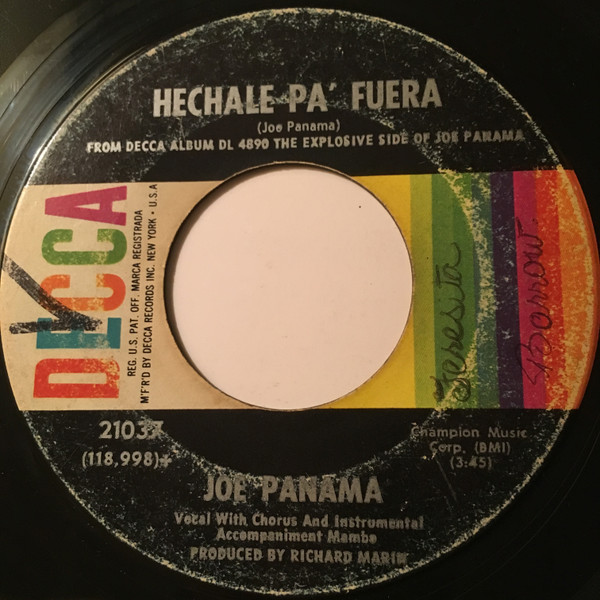 HECHALE PA' FUERA
(Joe Panama)
FROM DECCA ALBUM DL 4890 THE EXPLOSIVE SIDE OF JOE PANAMA
DECCA
REG. U.S. PAT. OFF. MARCA REGISTRADA
M'F'R'D BY DECCA RECORDS INC. NEW YORK • U.S.A
Teresita
Borrow
21037
(118,998)+
Champion Music
Corp. (BMI)
(3:45)
JOE PANAMA
Vocal With Chorus And Instrumental
Accompaniment Mambo
PRODUCED BY RICHARD MARIN